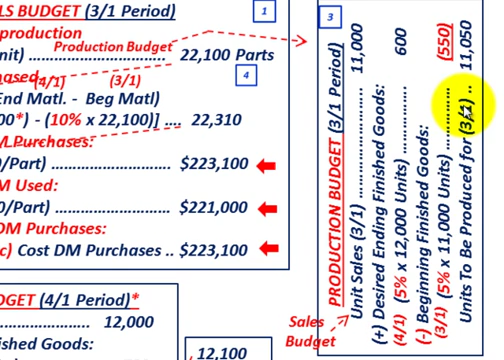 LS BUDGET (3/1 Period)
1
production
Production Budget
nit) .......................... 22,100 Parts
hased
(4/1) (3/1)
4
End Matl. - Beg Matl)
00*) - (10% x 22,100)] .... 22,310
Purchases:
0/Part) ........................ $223,100
M Used:
0/Part) ........................ $221,000
DM Purchases:
c) Cost DM Purchases .. $223,100
DGET (4/1 Period)*
.................... 12,000
ished Goods:
12,100
3
PRODUCTION BUDGET (3/1 Period)
Unit Sales (3/1) .................... 11,000
(+) Desired Ending Finished Goods:
(4/1) (5% x 12,000 Units) ............... 600
(-) Beginning Finished Goods:
(3/1) (5% x 11,000 Units) ............... (550)
Units To Be Produced for (3/1) .. 11,050
Sales
Budget